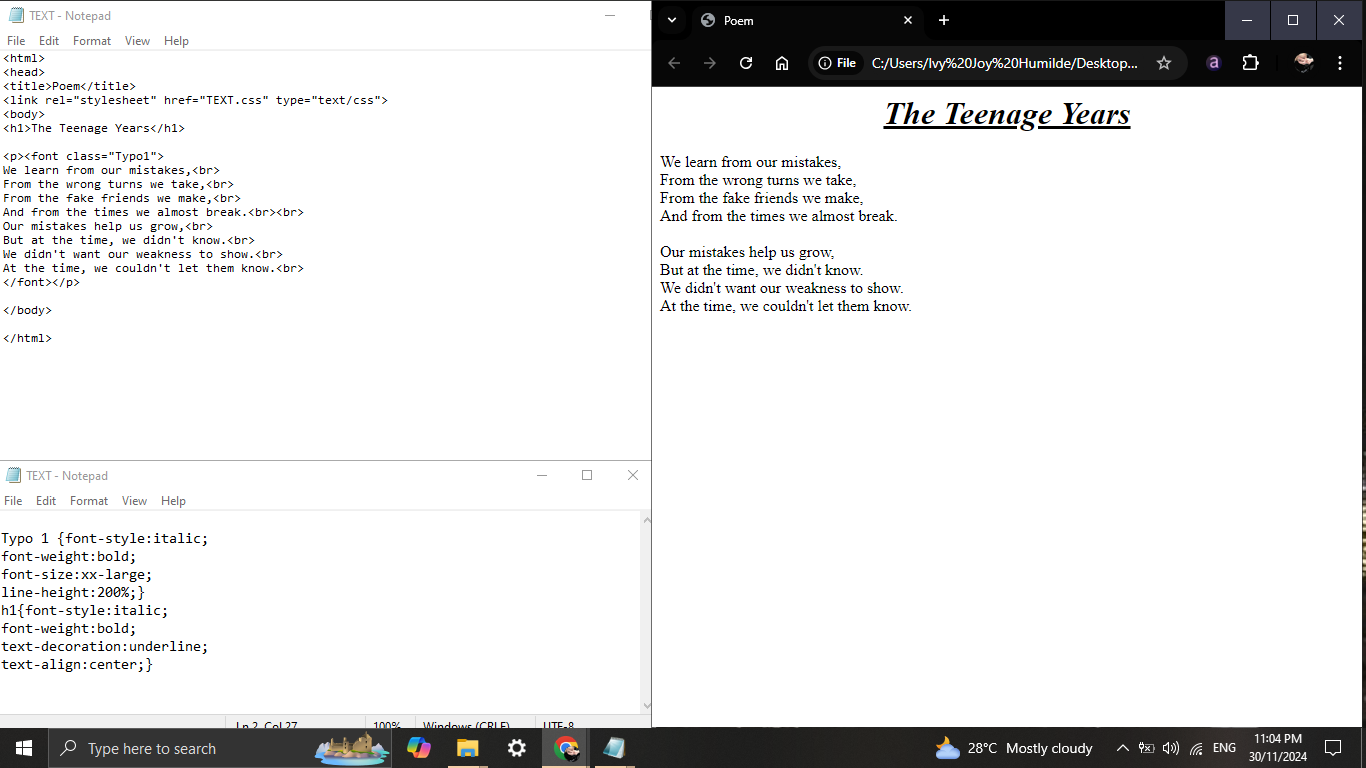 TEXT - Notepad
File Edit Format View Help
<html>
<head>
<title>Poem</title>
<link rel="stylesheet" href="TEXT.css" type="text/css">
<body>
<h1>The Teenage Years</h1>
<p><font class="Typo1">
We learn from our mistakes,<br>
From the wrong turns we take,<br>
From the fake friends we make,<br>
And from the times we almost break.<br><br>
Our mistakes help us grow,<br>
But at the time, we didn't know.<br>
We didn't want our weakness to show.<br>
At the time, we couldn't let them know.<br>
</font></p>
</body>
</html>
TEXT - Notepad
File Edit Format View Help
Typo 1 {font-style:italic;
font-weight:bold;
font-size:xx-large;
line-height:200%;}
h1{font-style:italic;
font-weight:bold;
text-decoration:underline;
text-align:center;}
Ln 2, Col 27 100% Windows (CRLF) UTF-8
Poem
File C:/Users/Ivy%20Joy%20Humilde/Desktop...
a
The Teenage Years
We learn from our mistakes,
From the wrong turns we take,
From the fake friends we make,
And from the times we almost break.
Our mistakes help us grow,
But at the time, we didn't know.
We didn't want our weakness to show.
At the time, we couldn't let them know.
Type here to search
28°C Mostly cloudy
ENG
11:04 PM
30/11/2024